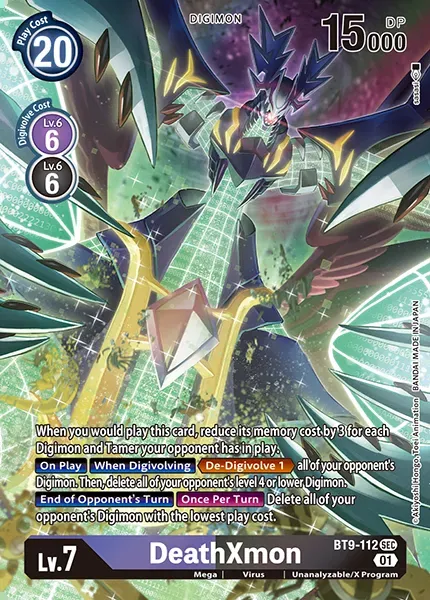 Play Cost
20
DIGIMON
15000
DP
sasasi
Digivolve Cost
Lv.6
6
Lv.6
6
When you would play this card, reduce its memory cost by 3 for each
Digimon and Tamer your opponent has in play.
On Play When Digivolving De-Digivolve 1 all of your opponent's
Digimon. Then, delete all of your opponent's level 4 or lower Digimon.
End of Opponent's Turn Once Per Turn Delete all of
your opponent's Digimon with the lowest play cost.
©Akiyoshi Hongo, Toei Animation BANDAI MADE IN JAPAN
Lv.7
DeathXmon
BT9-112 SEC
01
Mega Virus Unanalyzable/X Program